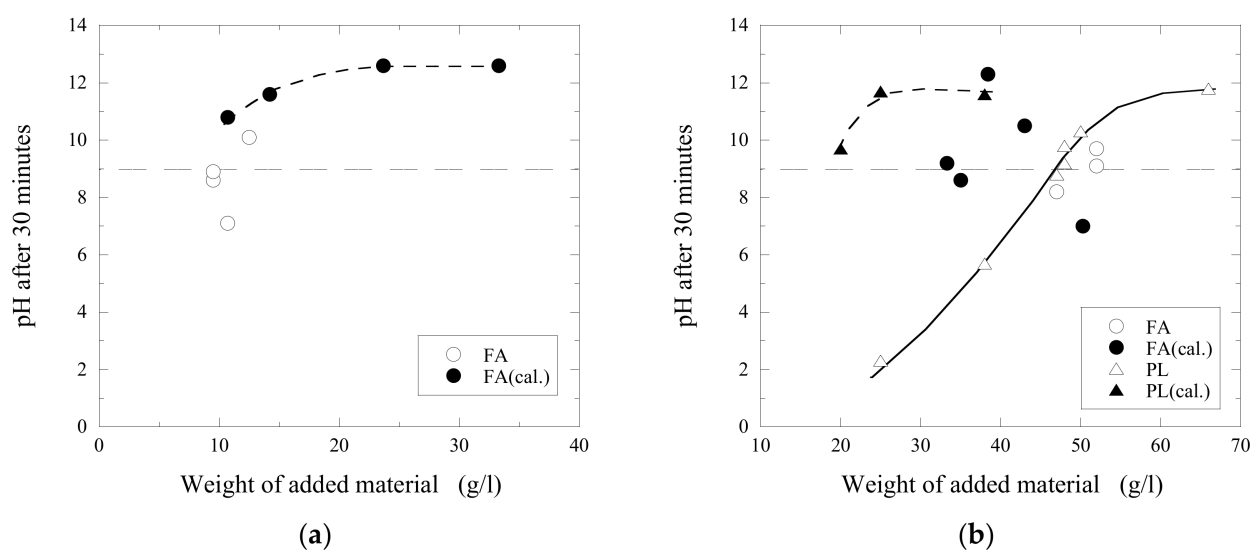 14
12
10
8
6
4
2
0
pH after 30 minutes
FA
FA(cal.)
0 10 20 30 40
Weight of added material (g/l)
(a)
14
12
10
8
6
4
2
0
pH after 30 minutes
FA
FA(cal.)
PL
PL(cal.)
10 20 30 40 50 60 70
Weight of added material (g/l)
(b)